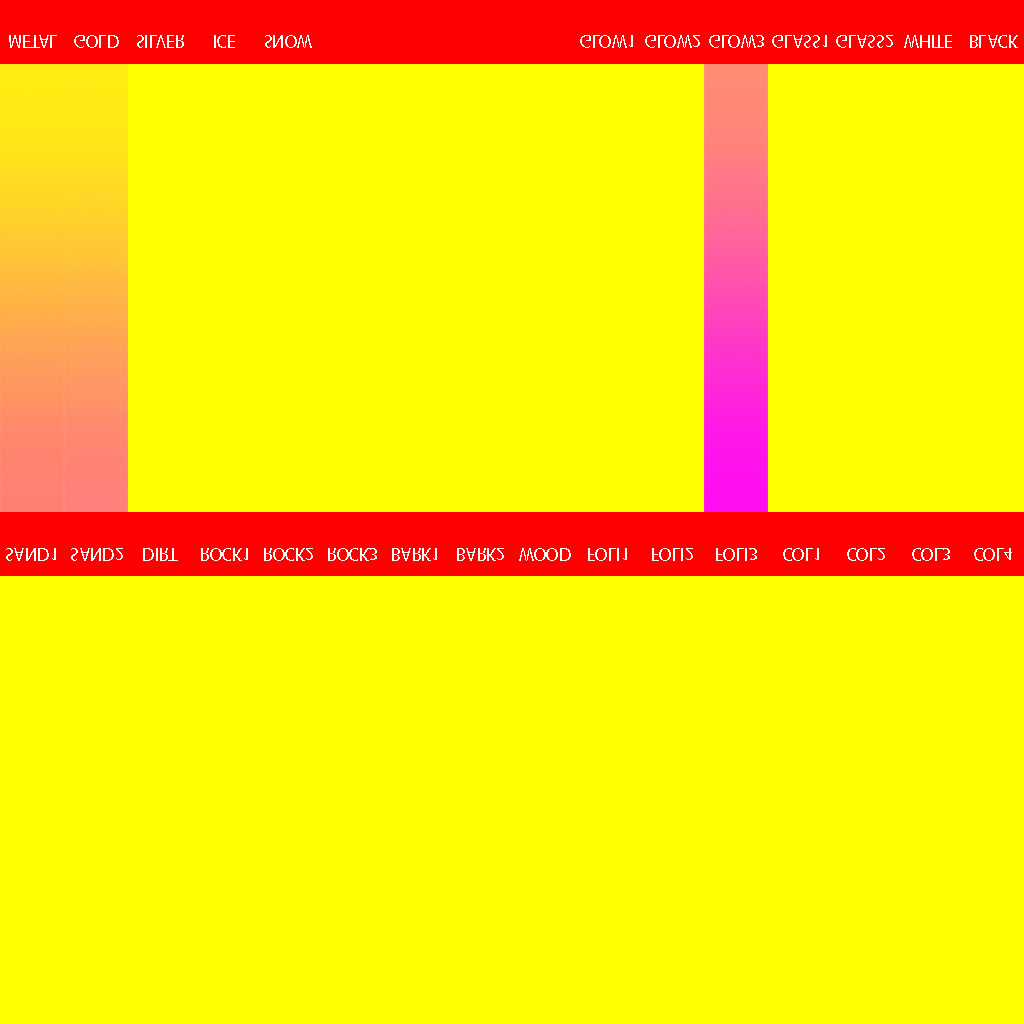 METAL GOLD SILVER ICE SNOW GLOW1 GLOW2 GLOW3 GLASS1 GLASS2 WHITE BLACK
SAND1 SAND2 DIRT ROCK1 ROCK2 ROCK3 BARK1 BARK2 WOOD FOLI1 FOLI2 FOLI3 COL1 COL2 COL3 COL4